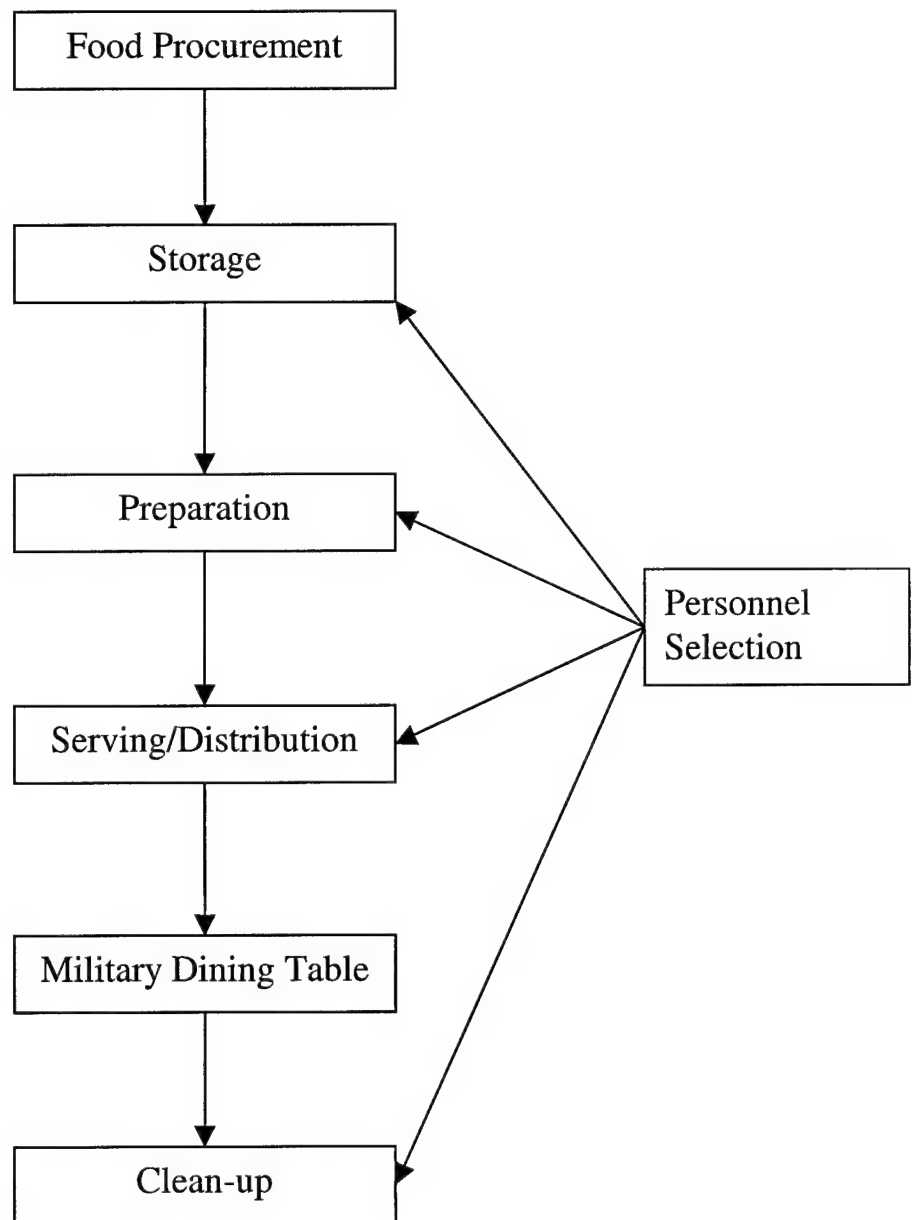 Food Procurement
Storage
Preparation
Personnel
Selection
Serving/Distribution
Military Dining Table
Clean-up